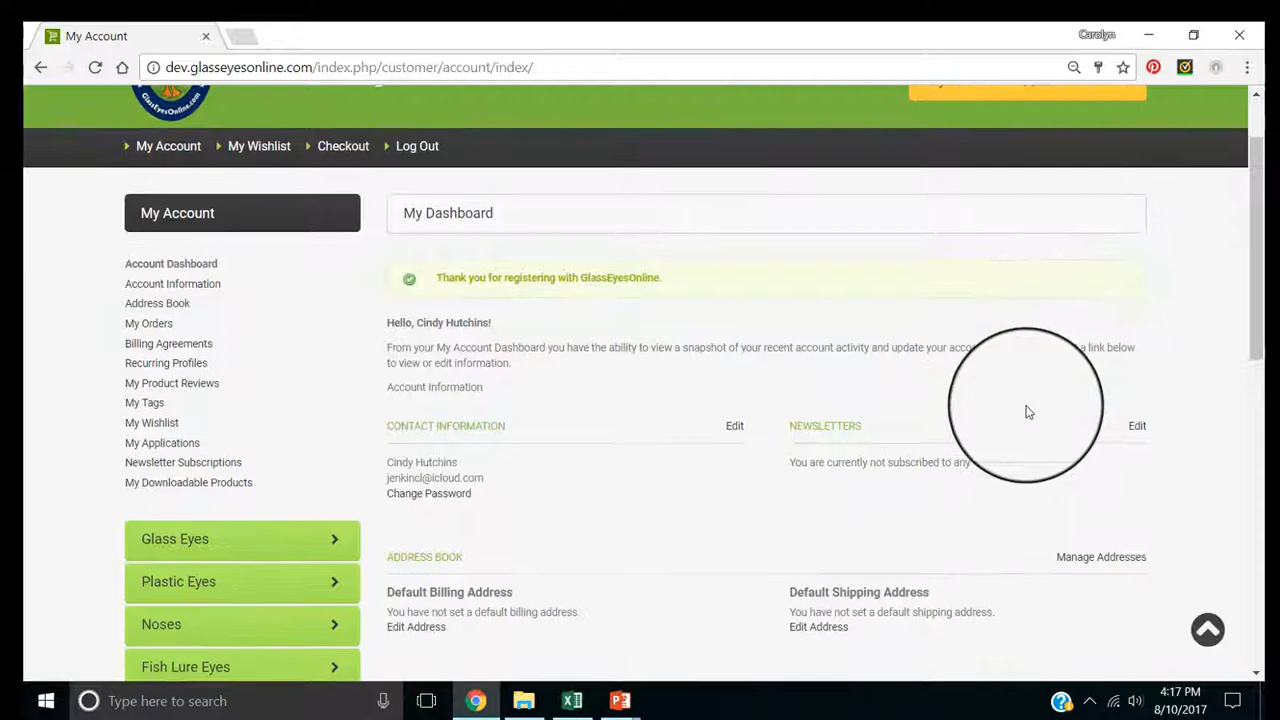 My Account
Carolyn
dev.glasseyesonline.com/index.php/customer/account/index/
GlassEyesOnline.com
My Account
My Wishlist
Checkout
Log Out
My Account
My Dashboard
Account Dashboard
Account Information
Address Book
My Orders
Billing Agreements
Recurring Profiles
My Product Reviews
My Tags
My Wishlist
My Applications
Newsletter Subscriptions
My Downloadable Products
Glass Eyes
Plastic Eyes
Noses
Fish Lure Eyes
Thank you for registering with GlassEyesOnline.
Hello, Cindy Hutchins!
From your My Account Dashboard you have the ability to view a snapshot of your recent account activity and update your a link below
to view or edit information.
Account Information
CONTACT INFORMATION
Edit
Cindy Hutchins
jenkincl@icloud.com
Change Password
NEWSLETTERS
Edit
You are currently not subscribed to any
ADDRESS BOOK
Manage Addresses
Default Billing Address
You have not set a default billing address.
Edit Address
Default Shipping Address
You have not set a default shipping address.
Edit Address
Type here to search
4:17 PM
8/10/2017